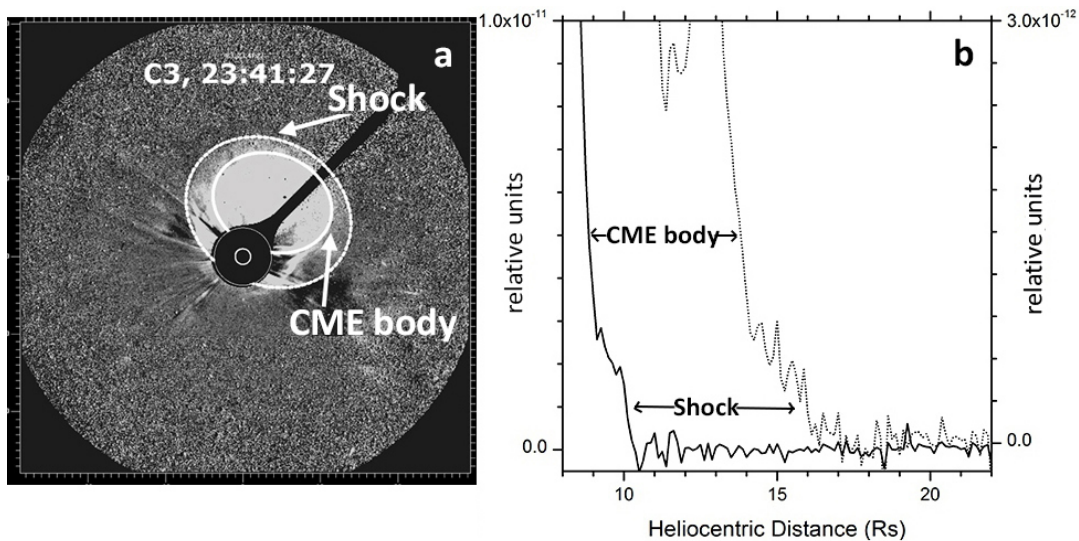 a
C3, 23:41:27
Shock
CME body
1.0x10-11
relative units
0.0
b
CME body
Shock
3.0x10-12
relative units
0.0
10
15
20
Heliocentric Distance (Rs)